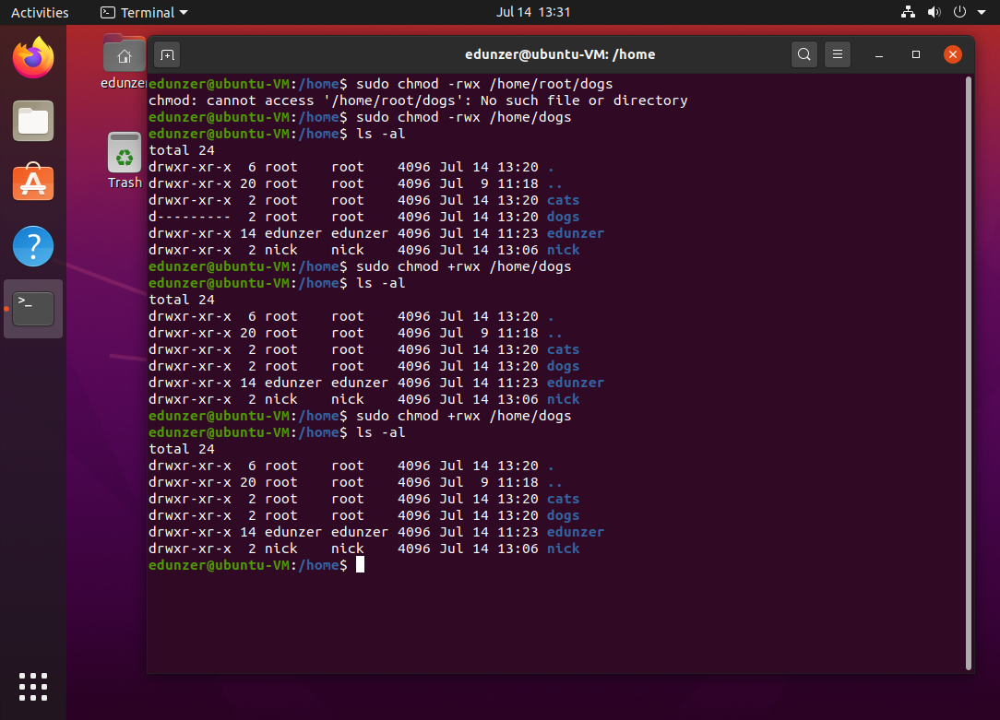 Activities Terminal Jul 14 13:31
edunzer@ubuntu-VM: /home
edunzer
Trash
edunzer@ubuntu-VM:/home$ sudo chmod -rwx /home/root/dogs
chmod: cannot access '/home/root/dogs': No such file or directory
edunzer@ubuntu-VM:/home$ sudo chmod -rwx /home/dogs
edunzer@ubuntu-VM:/home$ ls -al
total 24
drwxr-xr-x  6 root    root    4096 Jul 14 13:20 .
drwxr-xr-x 20 root    root    4096 Jul  9 11:18 ..
drwxr-xr-x  2 root    root    4096 Jul 14 13:20 cats
d---------  2 root    root    4096 Jul 14 13:20 dogs
drwxr-xr-x 14 edunzer edunzer 4096 Jul 14 11:23 edunzer
drwxr-xr-x  2 nick    nick    4096 Jul 14 13:06 nick
edunzer@ubuntu-VM:/home$ sudo chmod +rwx /home/dogs
edunzer@ubuntu-VM:/home$ ls -al
total 24
drwxr-xr-x  6 root    root    4096 Jul 14 13:20 .
drwxr-xr-x 20 root    root    4096 Jul  9 11:18 ..
drwxr-xr-x  2 root    root    4096 Jul 14 13:20 cats
drwxr-xr-x  2 root    root    4096 Jul 14 13:20 dogs
drwxr-xr-x 14 edunzer edunzer 4096 Jul 14 11:23 edunzer
drwxr-xr-x  2 nick    nick    4096 Jul 14 13:06 nick
edunzer@ubuntu-VM:/home$ sudo chmod +rwx /home/dogs
edunzer@ubuntu-VM:/home$ ls -al
total 24
drwxr-xr-x  6 root    root    4096 Jul 14 13:20 .
drwxr-xr-x 20 root    root    4096 Jul  9 11:18 ..
drwxr-xr-x  2 root    root    4096 Jul 14 13:20 cats
drwxr-xr-x  2 root    root    4096 Jul 14 13:20 dogs
drwxr-xr-x 14 edunzer edunzer 4096 Jul 14 11:23 edunzer
drwxr-xr-x  2 nick    nick    4096 Jul 14 13:06 nick
edunzer@ubuntu-VM:/home$